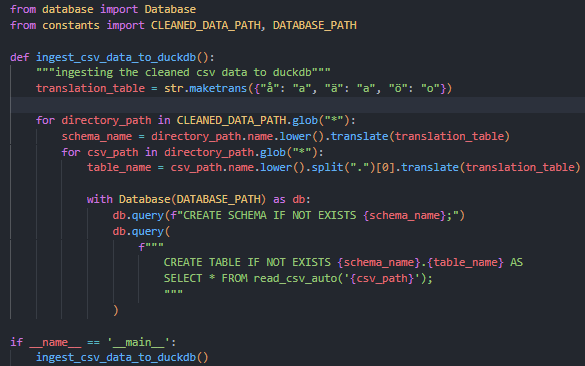 from database import Database
from constants import CLEANED_DATA_PATH, DATABASE_PATH

def ingest_csv_data_to_duckdb():
    """ingesting the cleaned csv data to duckdb"""
    translation_table = str.maketrans({"å": "a", "ä": "a", "ö": "o"})

    for directory_path in CLEANED_DATA_PATH.glob("*"):
        schema_name = directory_path.name.lower().translate(translation_table)
        for csv_path in directory_path.glob("*"):
            table_name = csv_path.name.lower().split(".")[0].translate(translation_table)

            with Database(DATABASE_PATH) as db:
                db.query(f"CREATE SCHEMA IF NOT EXISTS {schema_name};")
                db.query(
                    f"""
                        CREATE TABLE IF NOT EXISTS {schema_name}.{table_name} AS
                        SELECT * FROM read_csv_auto('{csv_path}');
                        """
                )

if __name__ == '__main__':
    ingest_csv_data_to_duckdb()